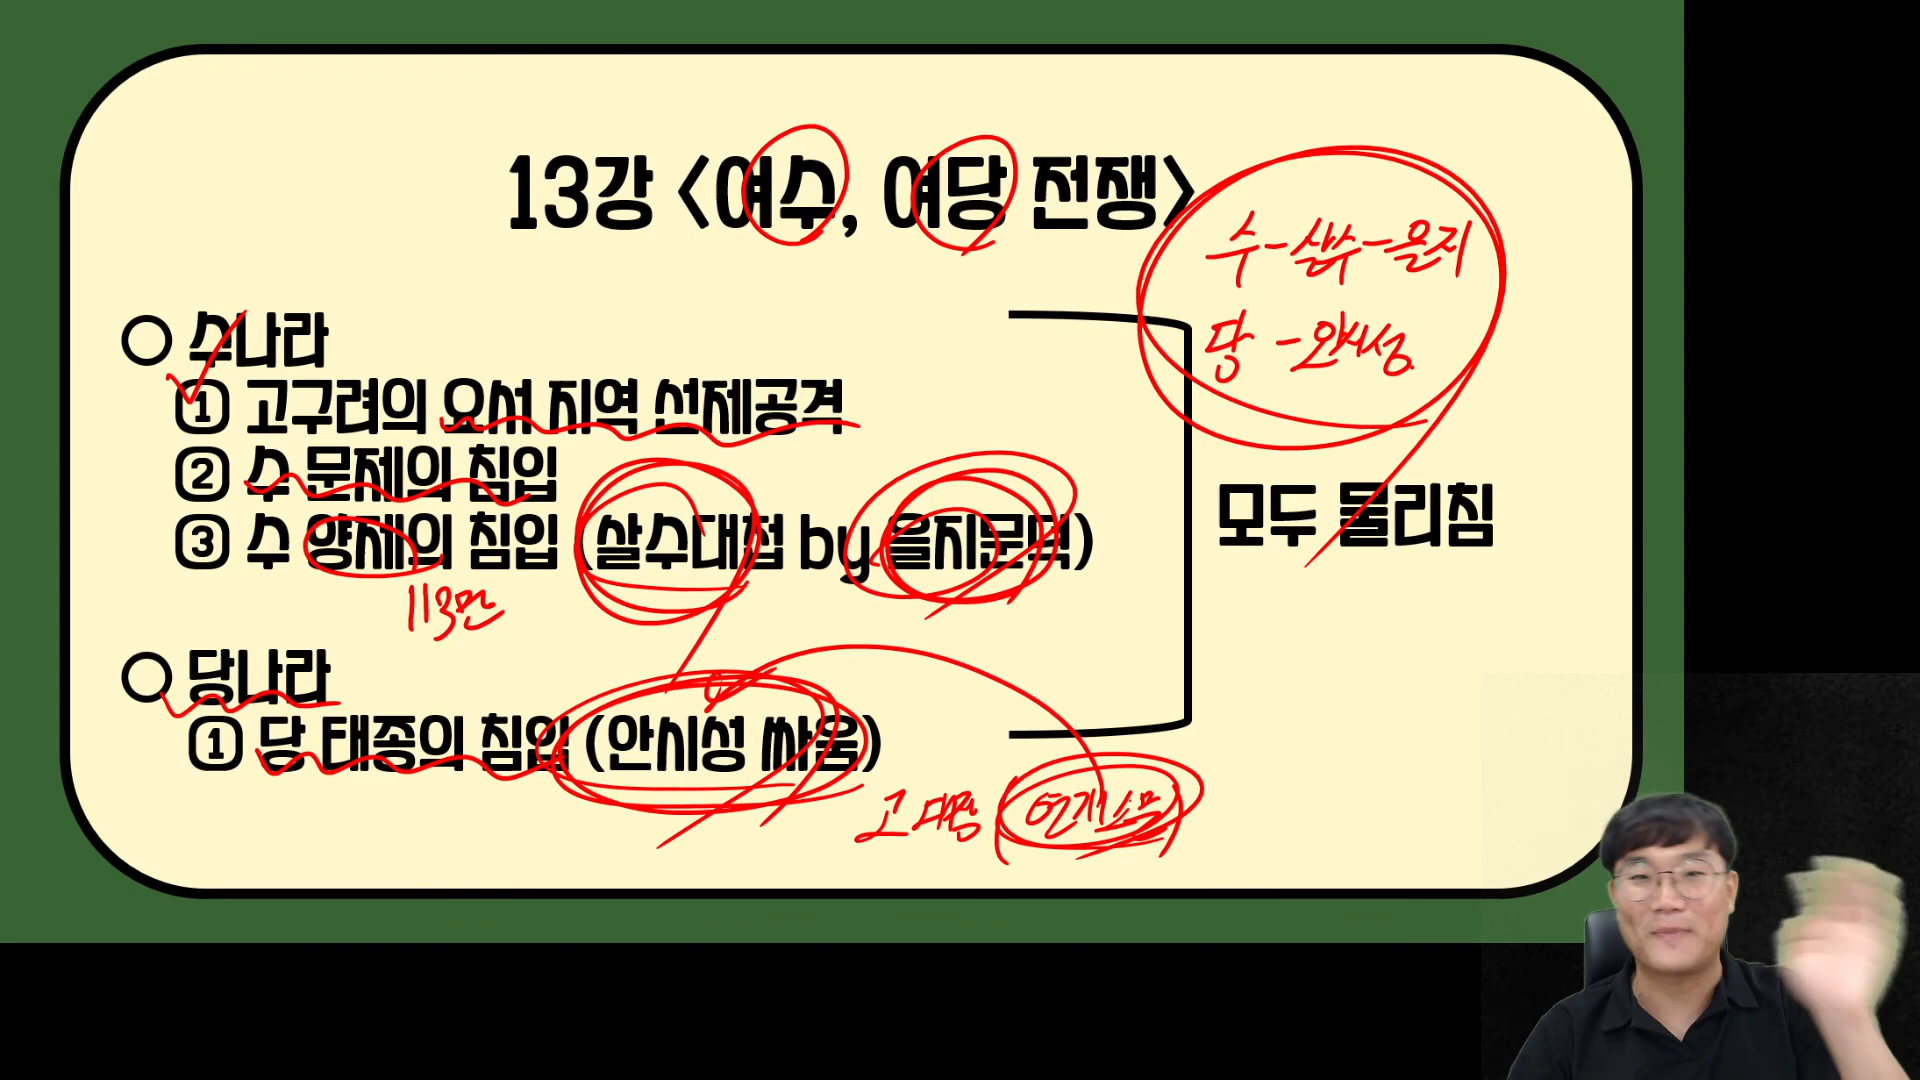 13강 <여수, 여당 전쟁>
수-살수-을지
당 -안시성
○ 수나라
① 고구려의 요서 지역 선제공격
② 수 문제의 침입
③ 수 양제의 침입 (살수대첩 by 을지문덕)
113만
모두 물리침
○ 당나라
① 당 태종의 침입 (안시성 싸움)
연개소문